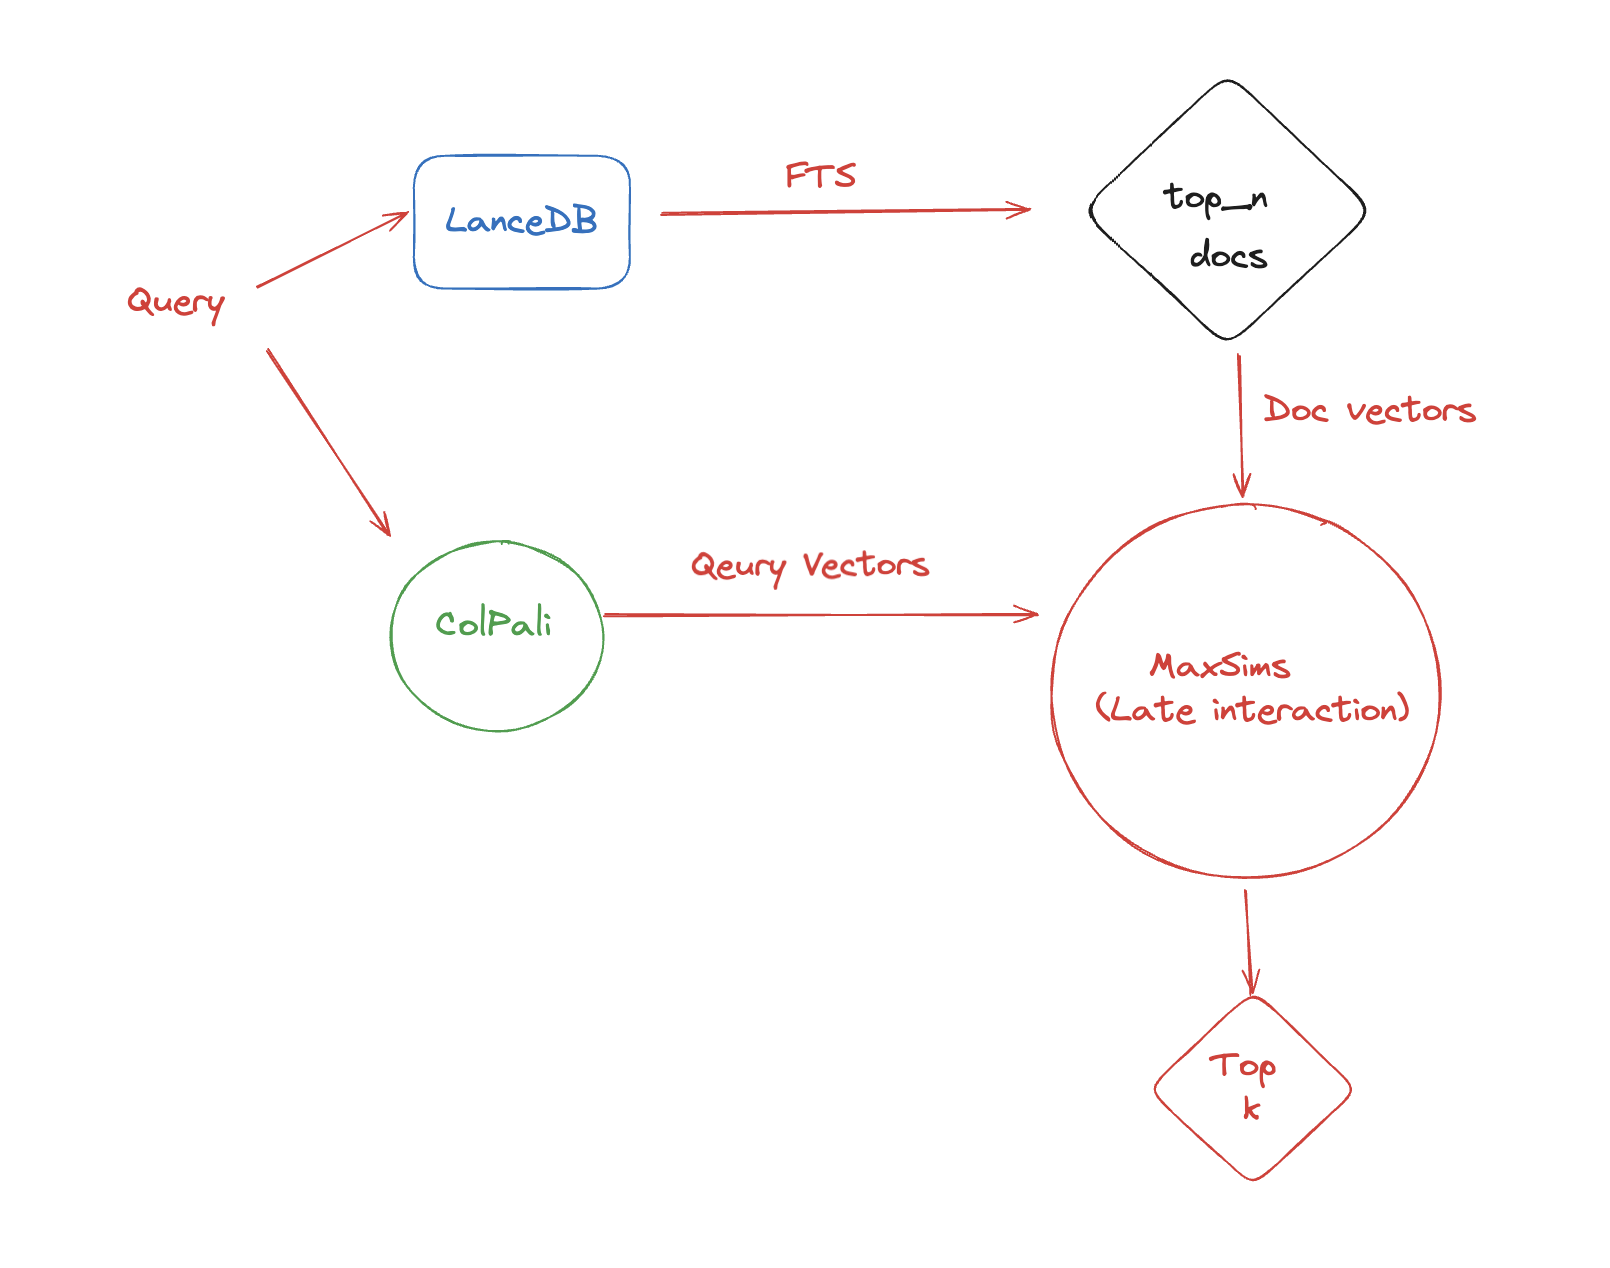 LanceDB
FTS
top_n
docs
Query
Doc vectors
Qeury Vectors
ColPali
MaxSims
(Late interaction)
Top
k